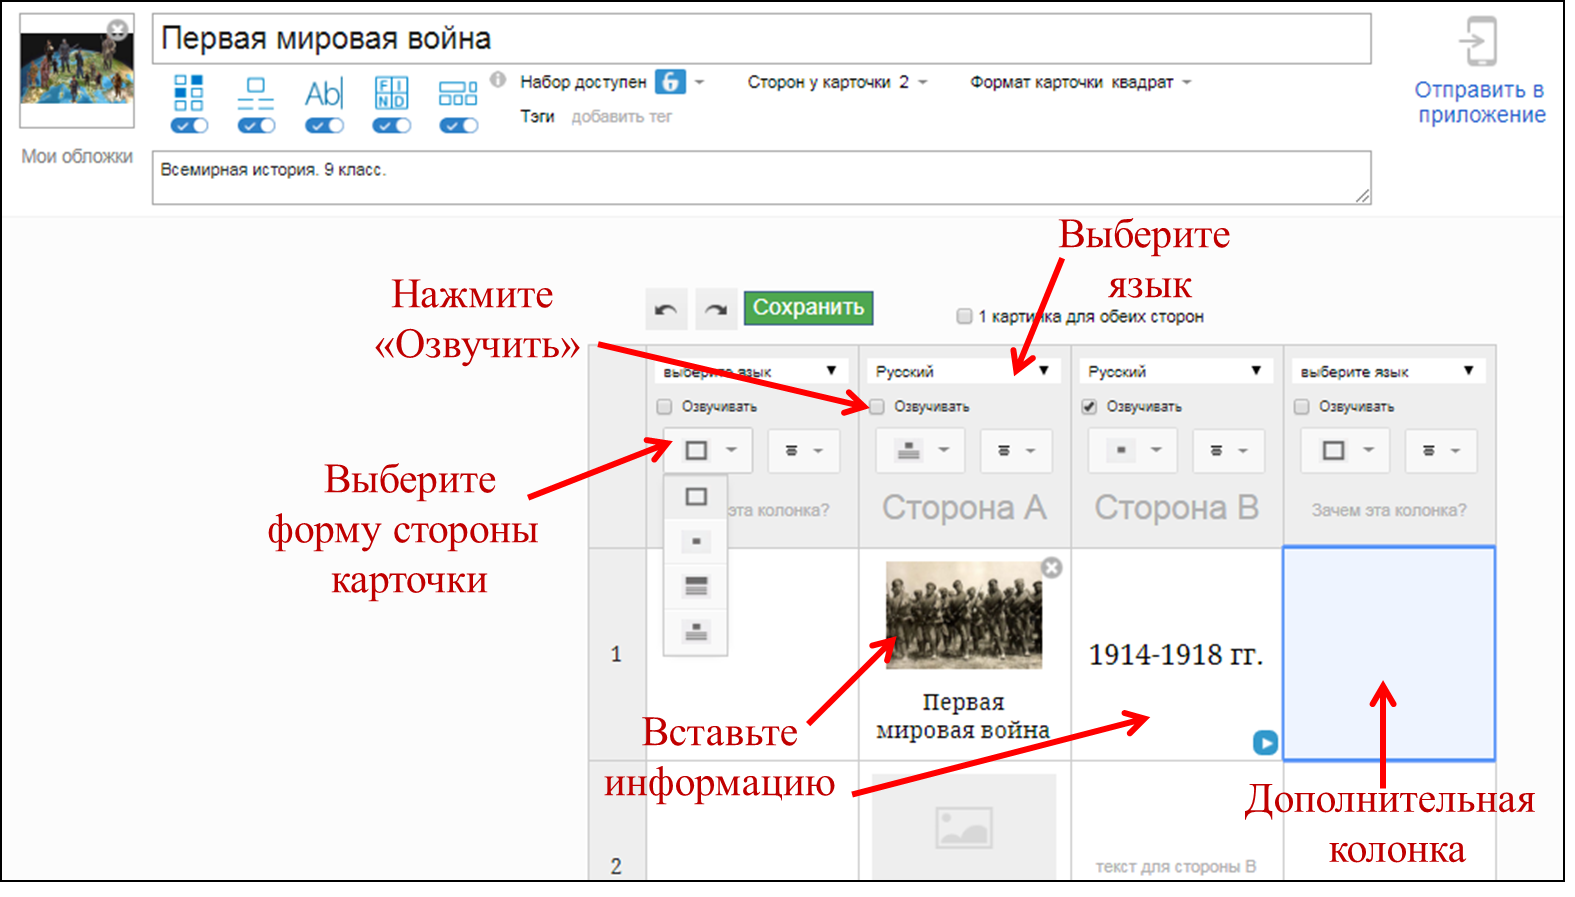 Первая мировая война
Ab
FI
ND
Набор доступен
Сторон у карточки 2
Формат карточки квадрат
Тэги добавить тег
Отправить в
приложение
Мои обложки
Всемирная история. 9 класс.
Выберите
язык
Нажмите
«Озвучить»
Сохранить
1 картинка для обеих сторон
выберите язык
Русский
Русский
выберите язык
Озвучивать
Озвучивать
Озвучивать
Озвучивать
Выберите
форму стороны
карточки
эта колонка?
Сторона A
Сторона B
Зачем эта колонка?
1
1914-1918 гг.
Первая
мировая война
Вставьте
информацию
Дополнительная
колонка
2
текст для стороны B